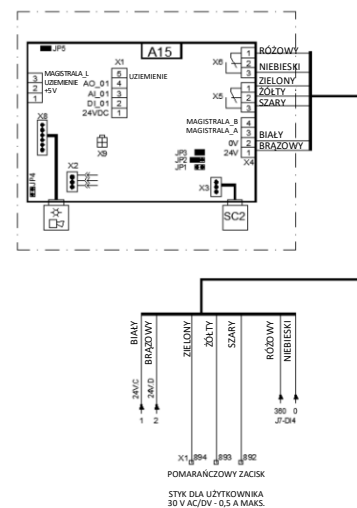 JP5
A15
X1
X6
1 RÓŻOWY
2
3 NIEBIESKI
MAGISTRALA_L
3 UZIEMIENIE
2 +5V
1
5 UZIEMIENIE
AO_01 4
AI_01 3
DI_01 2
24VDC 1
ZIELONY
X5
3
2 ŻÓŁTY
1 SZARY
X8
X9
MAGISTRALA_B 4
MAGISTRALA_A 3 BIAŁY
0V 2 BRĄZOWY
24V 1
X4
JP3
JP2
JP1
X2
X3
JP4
SC2
BIAŁY
BRĄZOWY
ZIELONY
ŻÓŁTY
SZARY
RÓŻOWY
NIEBIESKI
24V.C
24V.D
1 2
360 0
J7-DI4
X1 894 893 892
POMARAŃCZOWY ZACISK
STYK DLA UŻYTKOWNIKA
30 V AC/DV - 0,5 A MAKS.